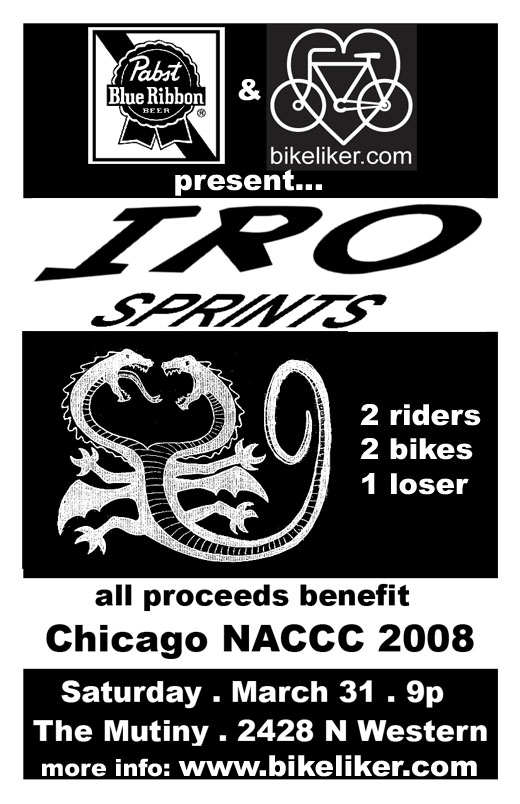 Pabst
Blue Ribbon
BEER
®
&
bikeliker.com
present...
IRO
SPRINTS
2 riders
2 bikes
1 loser
all proceeds benefit
Chicago NACCC 2008
Saturday . March 31 . 9p
The Mutiny . 2428 N Western
more info: www.bikeliker.com